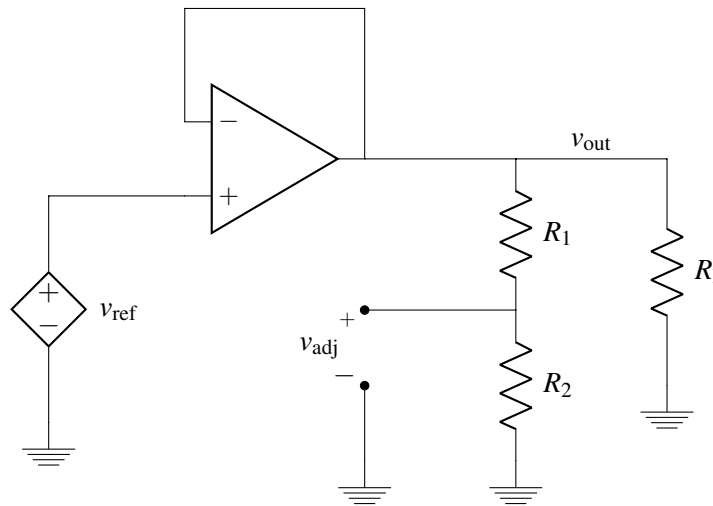 −
+
v_out
R_1
+
−
v_ref
R
+
v_adj
−
R_2